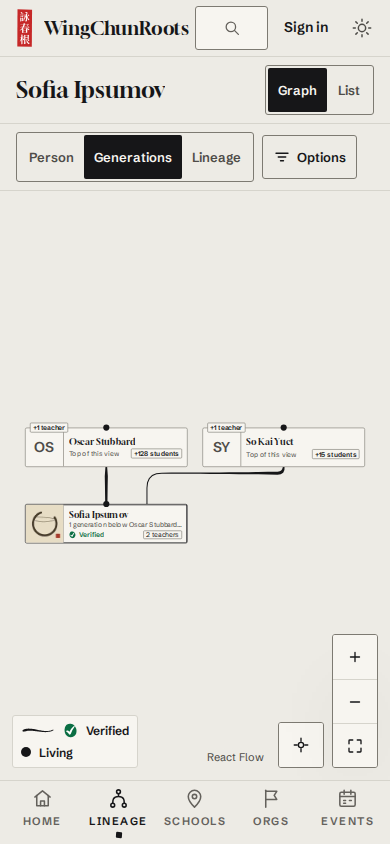 詠春根
WingChunRoots
Sign in
Sofia Ipsumov
Graph
List
Person
Generations
Lineage
Options
+1 teacher
OS
Oscar Stubbard
Top of this view
+128 students
+1 teacher
SY
So Kai Yuct
Top of this view
+15 students
Sofia Ipsumov
1 generation below Oscar Stubbard...
Verified
2 teachers
+
−
Verified
Living
React Flow
HOME
LINEAGE
SCHOOLS
ORGS
EVENTS